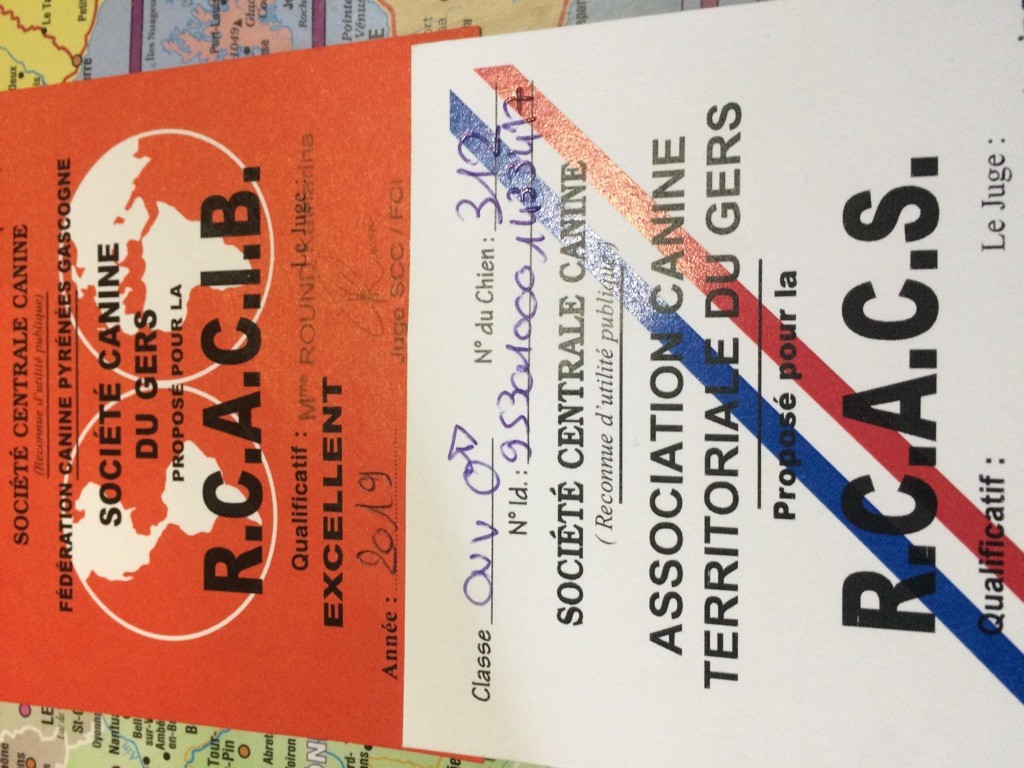 SOCIÉTÉ CENTRALE CANINE
(Reconnue d'utilité publique)
FÉDÉRATION CANINE PYRÉNÉES GASCOGNE
SOCIÉTÉ CANINE
DU GERS
PROPOSÉ POUR LA
R.C.A.C.I.B.
Qualificatif : Le Juge :
Mme ROUND
EXCELLENT
Juge SCC / FCI
Année : 2019
Classe OUV N° du Chien : 312
N° Id. :
SOCIÉTÉ CENTRALE CANINE
( Reconnue d'utilité publique)
ASSOCIATION CANINE
TERRITORIALE DU GERS
Proposé pour la
R.C.A.C.S.
Qualificatif : Le Juge :